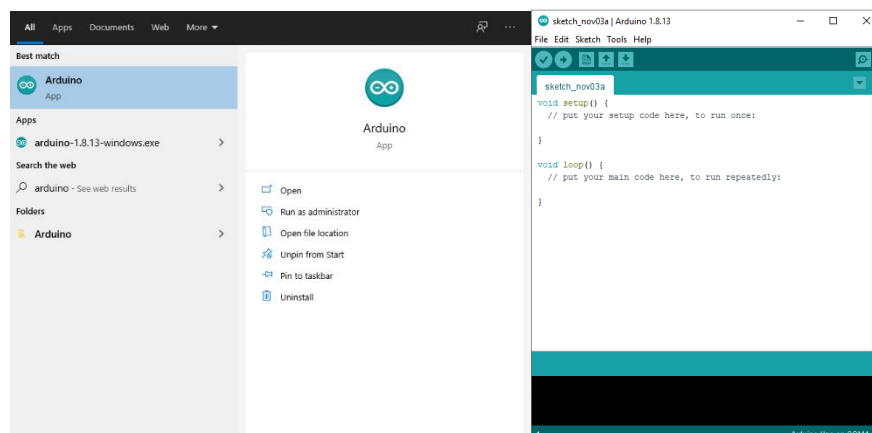 All Apps Documents Web More
Best match
Arduino
App
Apps
arduino-1.8.13-windows.exe
Search the web
arduino - See web results
Folders
Arduino
Arduino
App
Open
Run as administrator
Open file location
Unpin from Start
Pin to taskbar
Uninstall
sketch_nov03a | Arduino 1.8.13
File Edit Sketch Tools Help
sketch_nov03a
void setup() {
// put your setup code here, to run once:
}
void loop() {
// put your main code here, to run repeatedly:
}